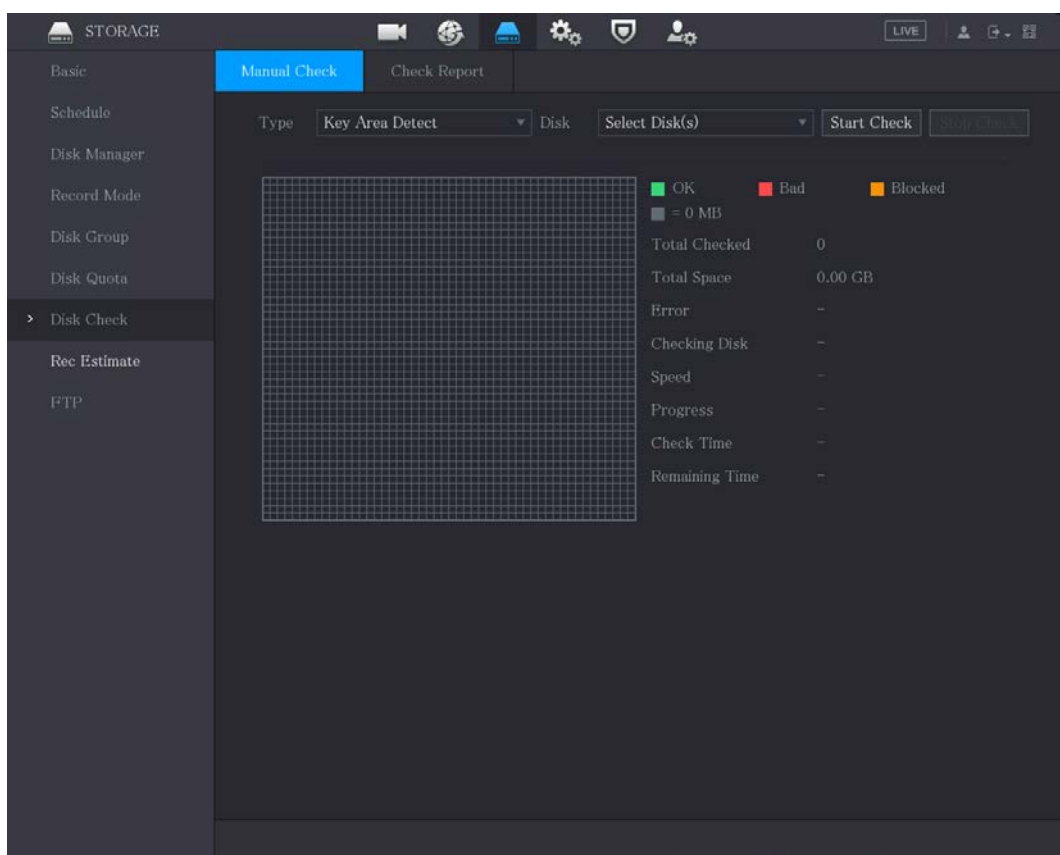 STORAGE
LIVE
Basic
Manual Check
Check Report
Schedule
Type
Key Area Detect
Disk
Select Disk(s)
Start Check
Stop Check
Disk Manager
Record Mode
OK
Bad
Blocked
= 0 MB
Disk Group
Total Checked 0
Disk Quota
Total Space 0.00 GB
Disk Check
Error -
Checking Disk -
Rec Estimate
Speed -
FTP
Progress -
Check Time -
Remaining Time -